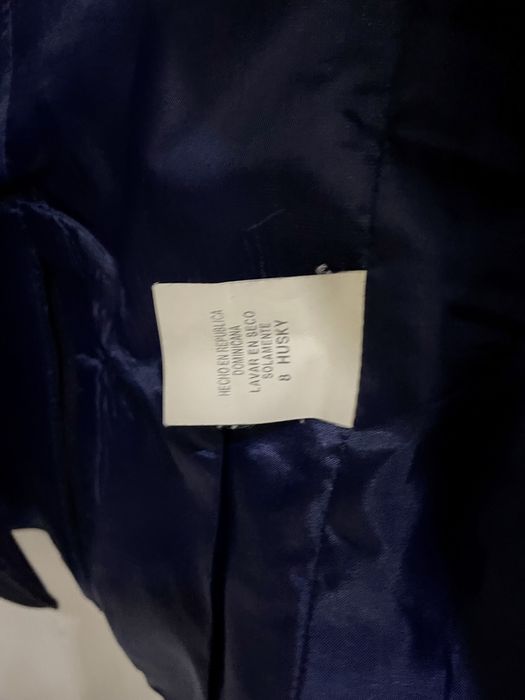 HECHO EN REPUBLICA
DOMINICANA
LAVAR EN SECO
SOLAMENTE
8 HUSKY